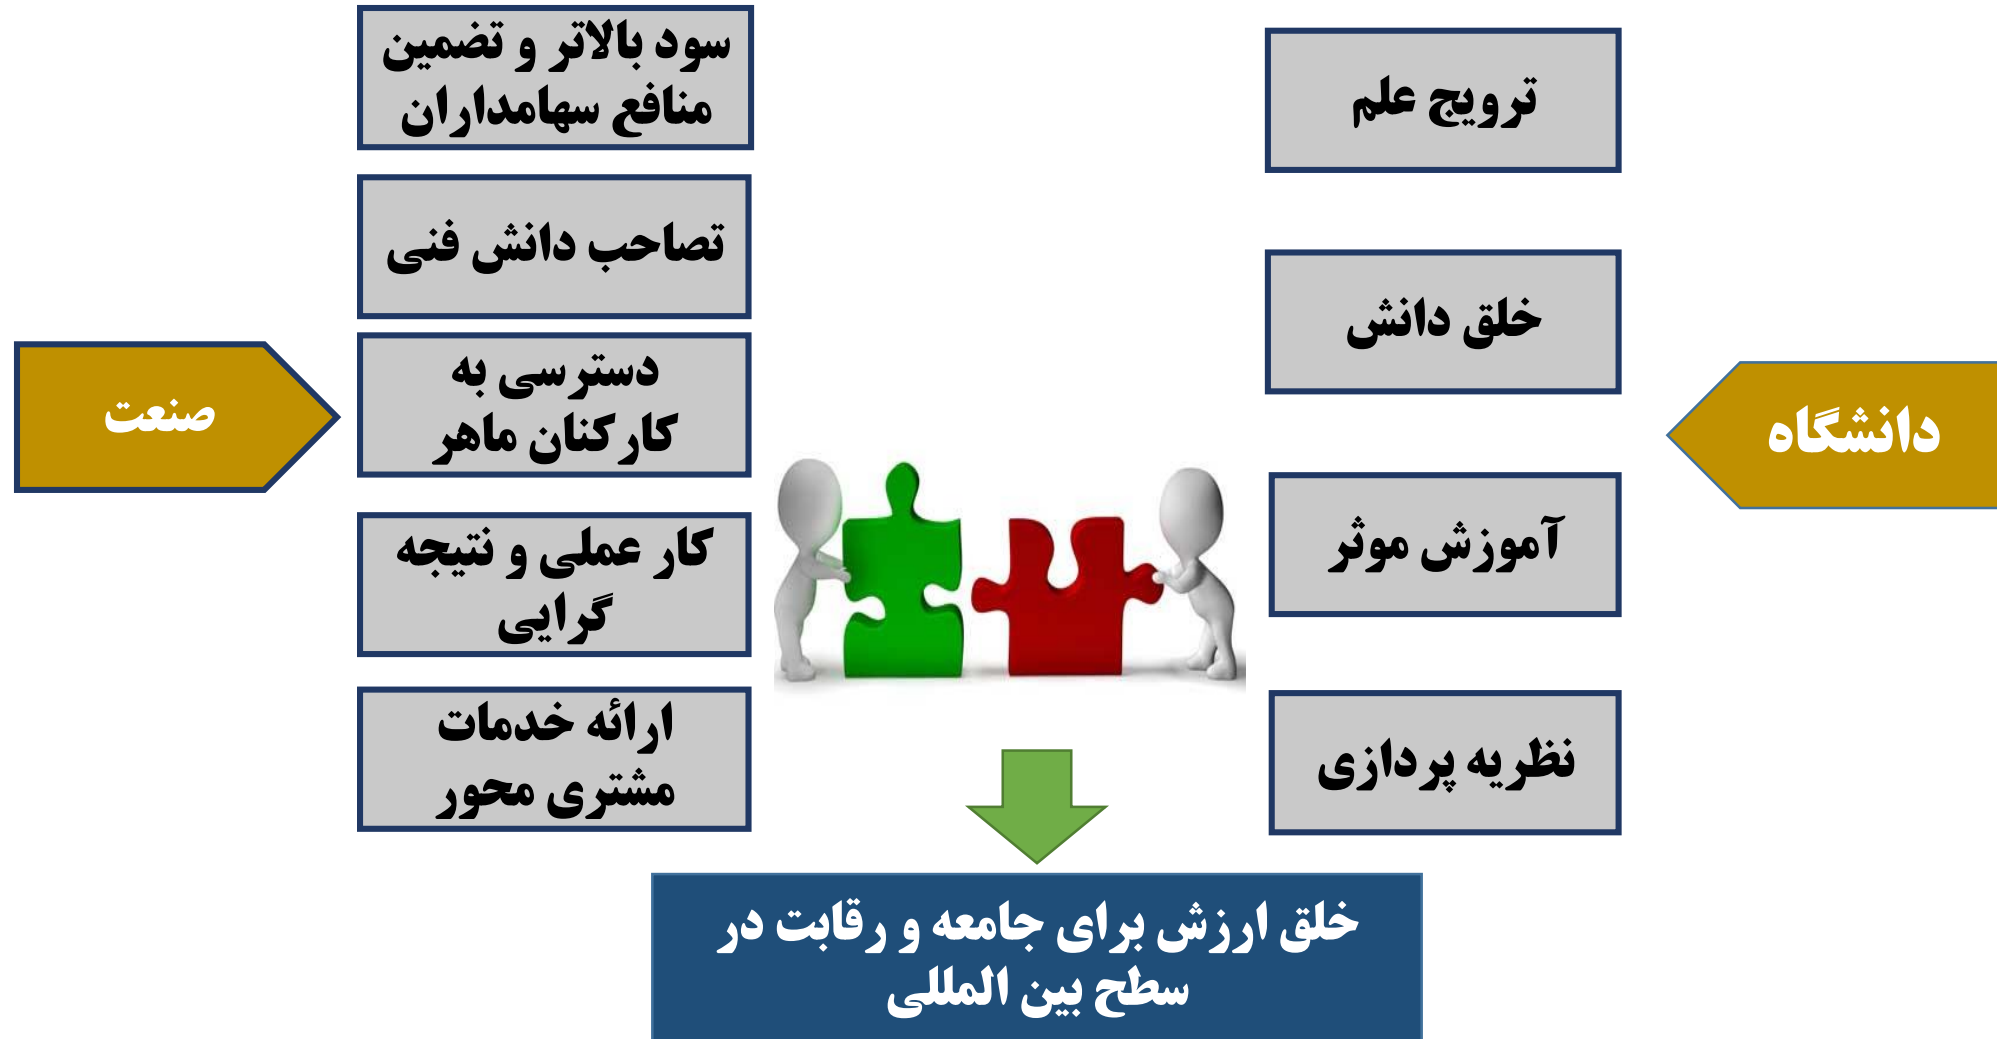 دانشگاه
ترویج علم
خلق دانش
آموزش موثر
نظریه پردازی
صنعت
سود بالاتر و تضمین
منافع سهامداران
تصاحب دانش فنی
دسترسی به
کارکنان ماهر
کار عملی و نتیجه
گرایی
ارائه خدمات
مشتری محور
خلق ارزش برای جامعه و رقابت در
سطح بین المللی